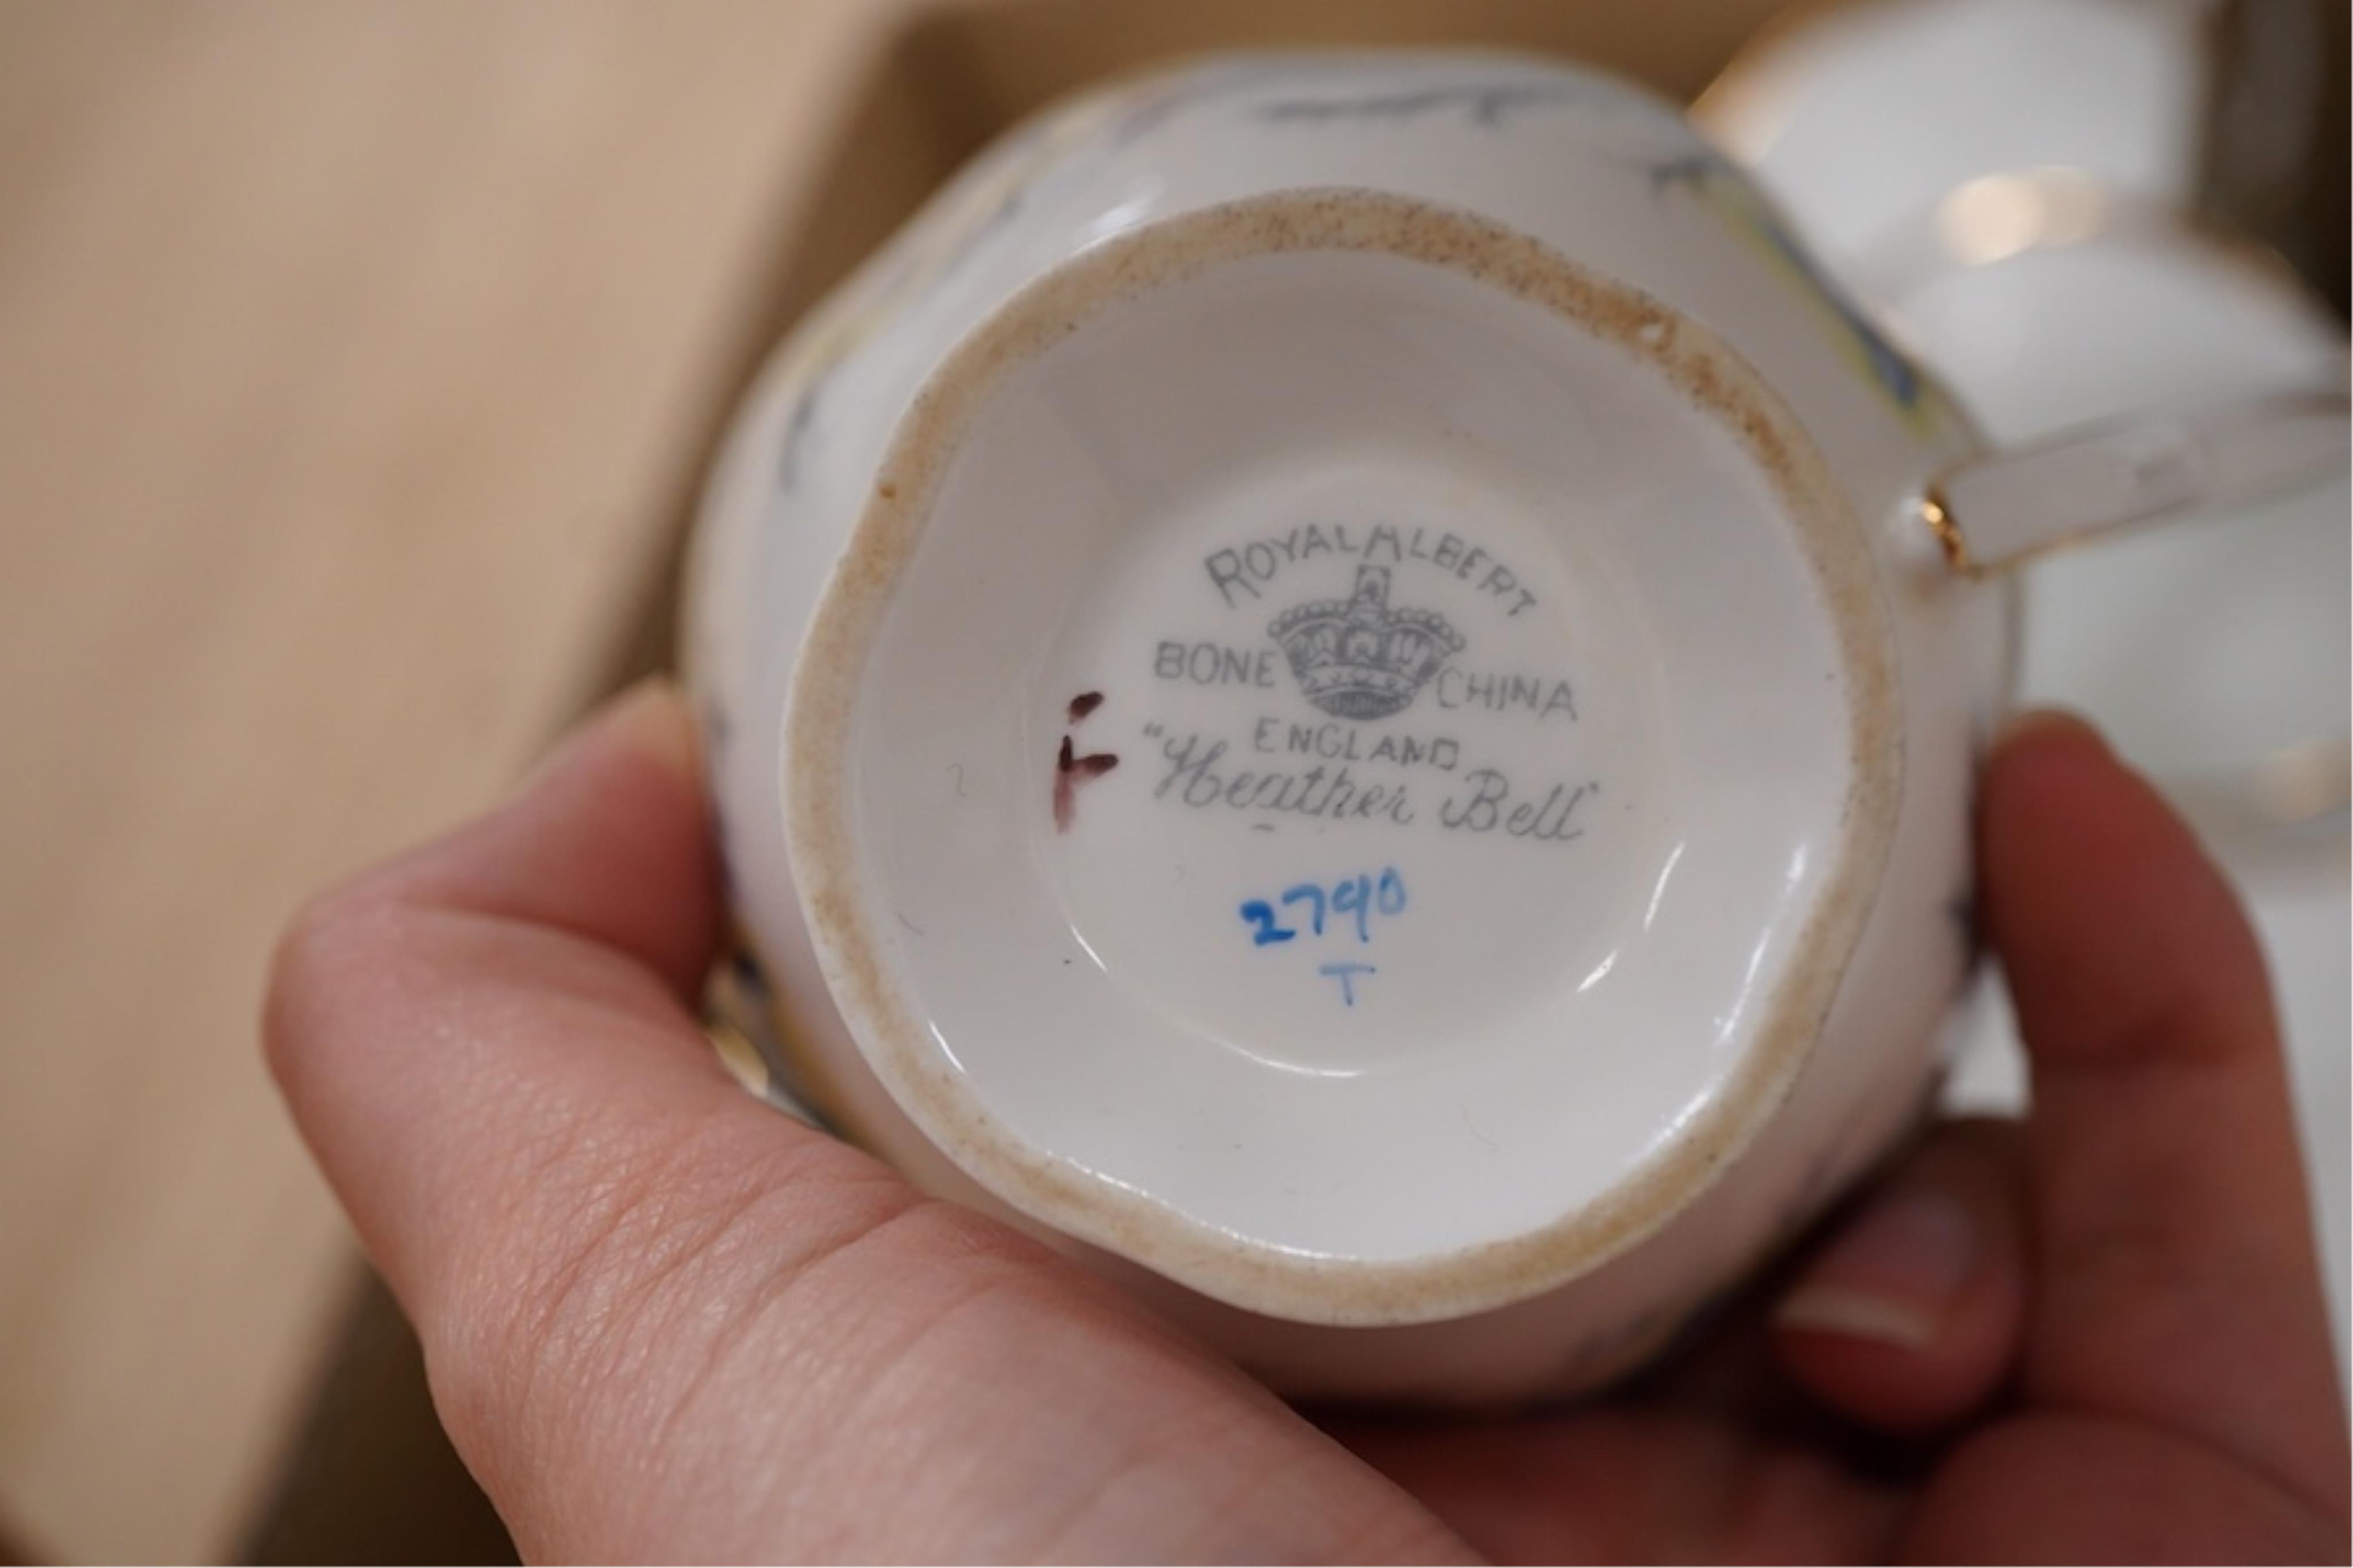 ROYAL ALBERT
BONE CHINA
ENGLAND
"Heather Bell"
2790
T